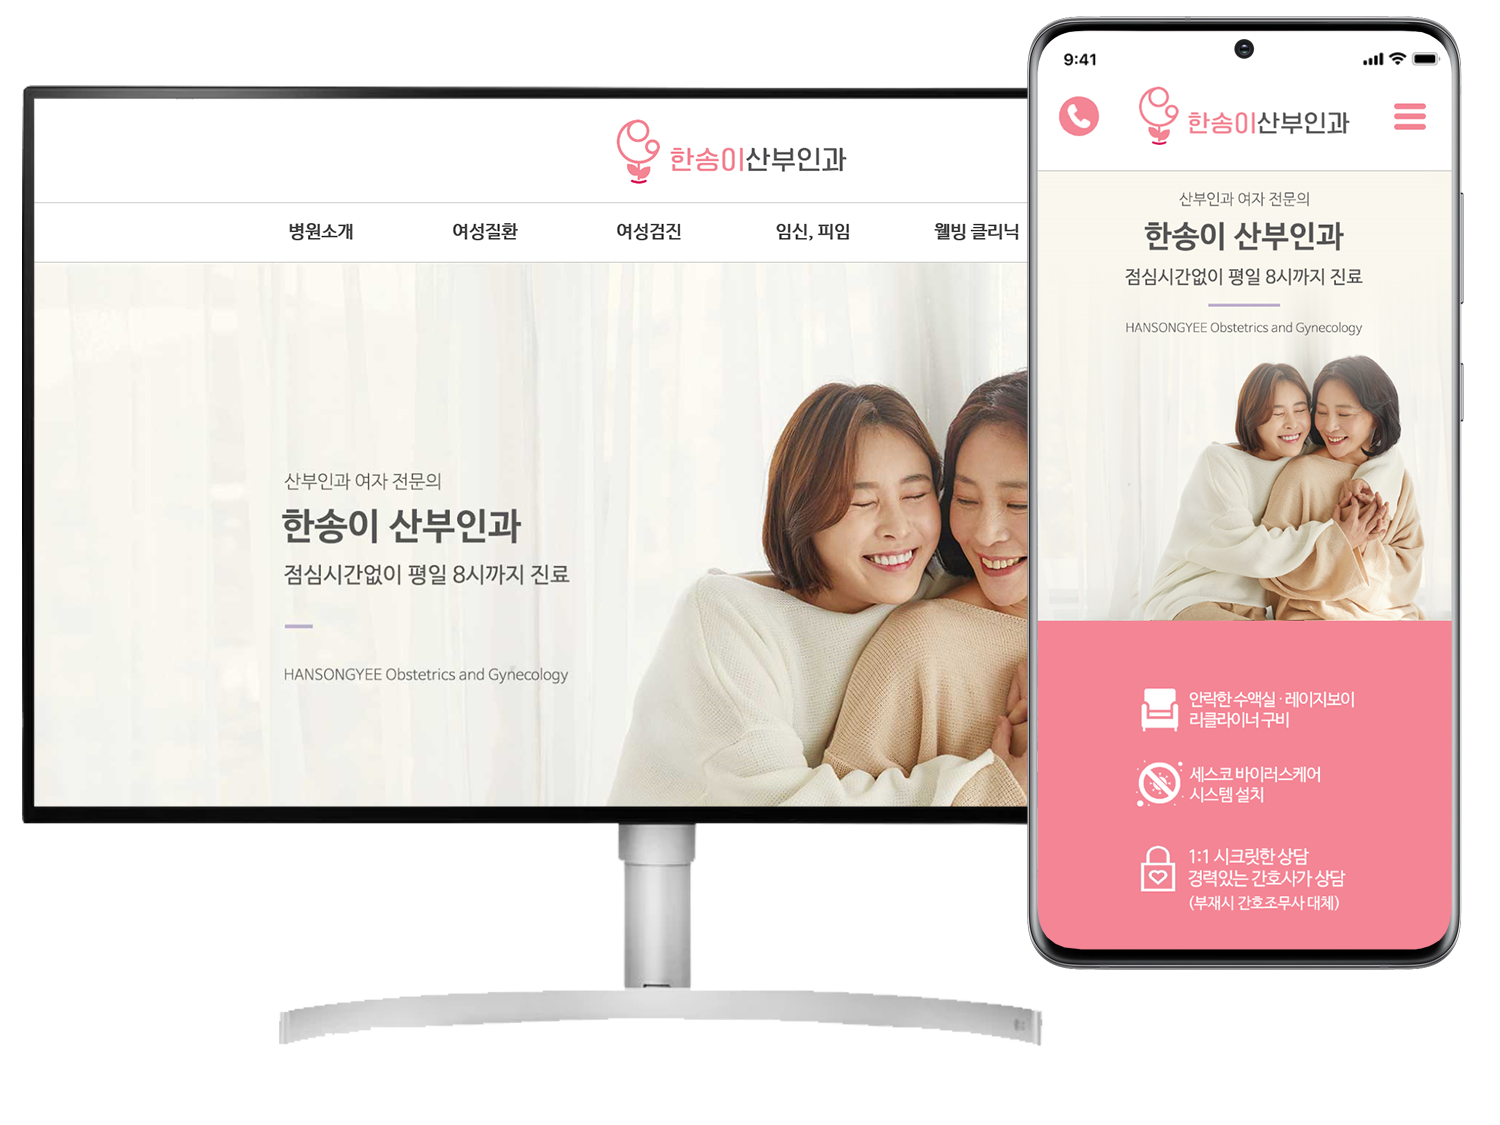 한송이산부인과
병원소개 여성질환 여성검진 임신, 피임 웰빙 클리닉
산부인과 여자 전문의
한송이 산부인과
점심시간없이 평일 8시까지 진료
HANSONGYEE Obstetrics and Gynecology
9:41
한송이산부인과
산부인과 여자 전문의
한송이 산부인과
점심시간없이 평일 8시까지 진료
HANSONGYEE Obstetrics and Gynecology
안락한 수액실 · 레이지보이
리클라이너 구비
세스코 바이러스케어
시스템 설치
1:1 시크릿한 상담
경력있는 간호사가 상담
(부재시 간호조무사 대체)